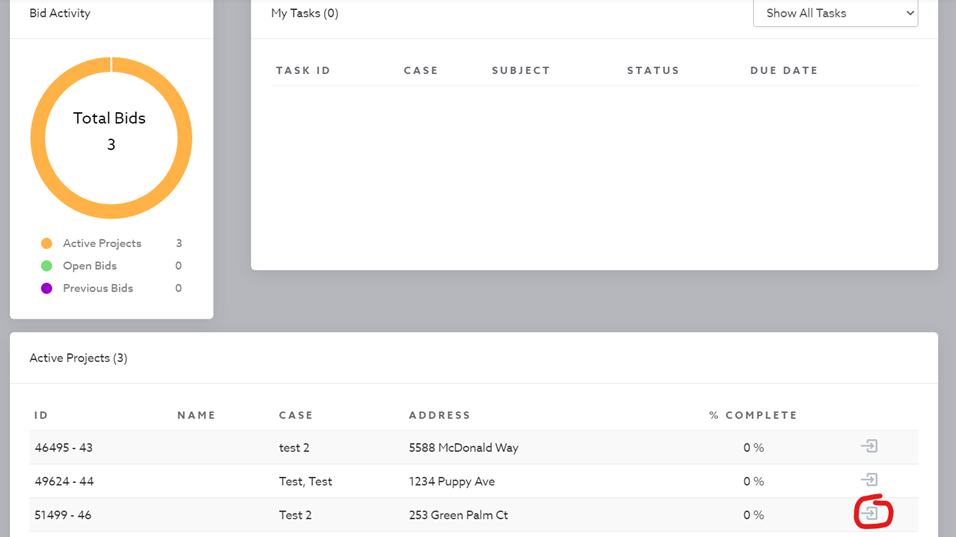 Bid Activity
Total Bids
3
Active Projects 3
Open Bids 0
Previous Bids 0
My Tasks (0)
Show All Tasks
TASK ID CASE SUBJECT STATUS DUE DATE
Active Projects (3)
ID NAME CASE ADDRESS % COMPLETE
46495 - 43 test 2 5588 McDonald Way 0 %
49624 - 44 Test, Test 1234 Puppy Ave 0 %
51499 - 46 Test 2 253 Green Palm Ct 0 %